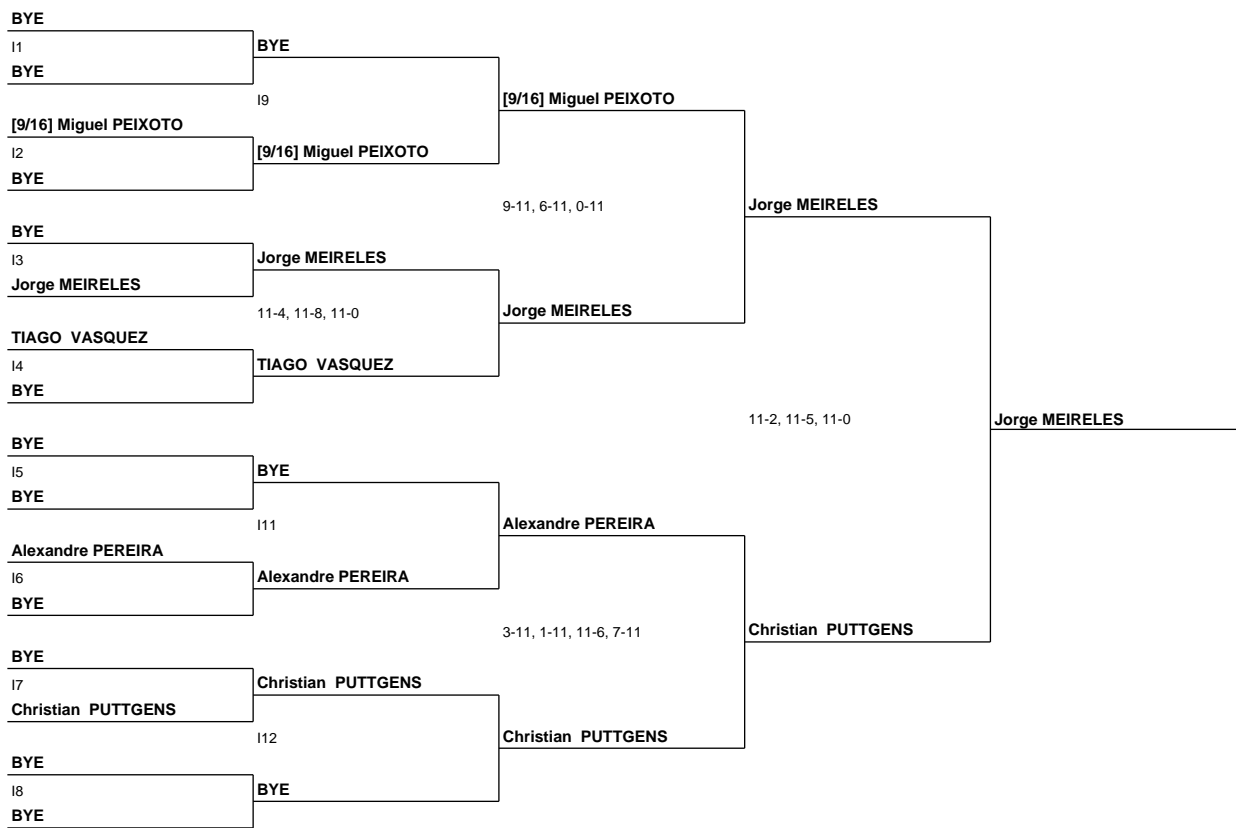 BYE
I1
BYE
BYE
I9
[9/16] Miguel PEIXOTO
[9/16] Miguel PEIXOTO
I2
[9/16] Miguel PEIXOTO
BYE
9-11, 6-11, 0-11
Jorge MEIRELES
BYE
I3
Jorge MEIRELES
Jorge MEIRELES
11-4, 11-8, 11-0
Jorge MEIRELES
TIAGO VASQUEZ
I4
TIAGO VASQUEZ
BYE
11-2, 11-5, 11-0
Jorge MEIRELES
BYE
I5
BYE
BYE
I11
Alexandre PEREIRA
Alexandre PEREIRA
I6
Alexandre PEREIRA
BYE
3-11, 1-11, 11-6, 7-11
Christian PUTTGENS
BYE
I7
Christian PUTTGENS
Christian PUTTGENS
I12
Christian PUTTGENS
BYE
I8
BYE
BYE